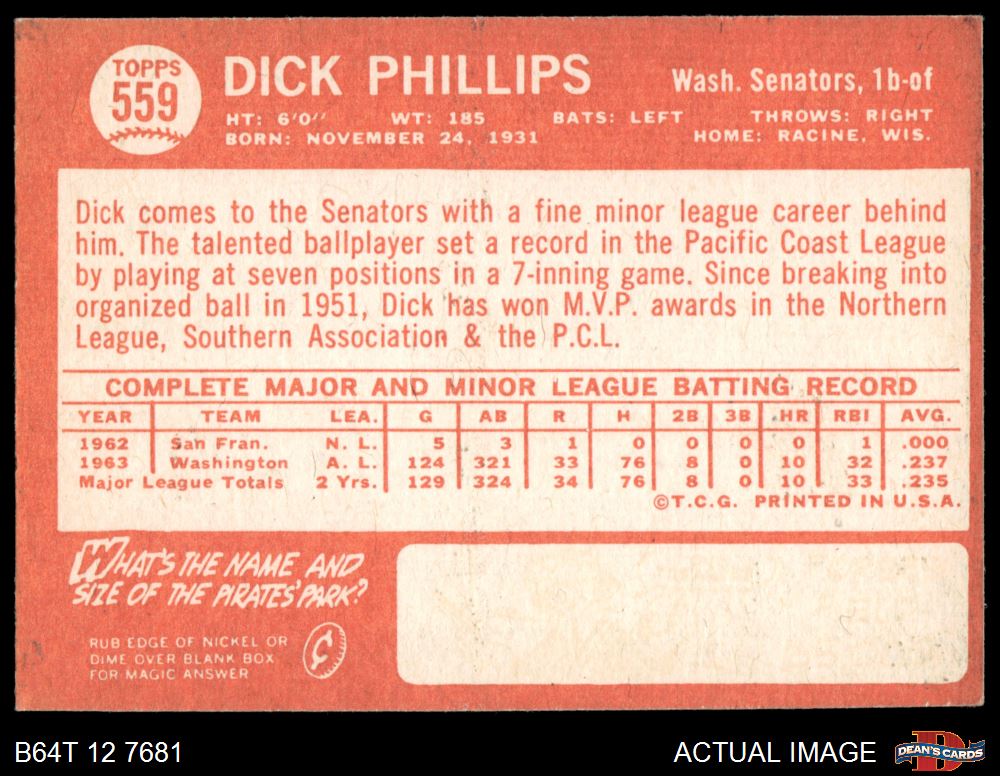 TOPPS
559
DICK PHILLIPS
Wash. Senators, 1b-of
HT: 6'0" WT: 185 BATS: LEFT THROWS: RIGHT
BORN: NOVEMBER 24, 1931 HOME: RACINE, WIS.
Dick comes to the Senators with a fine minor league career behind
him. The talented ballplayer set a record in the Pacific Coast League
by playing at seven positions in a 7-inning game. Since breaking into
organized ball in 1951, Dick has won M.V.P. awards in the Northern
League, Southern Association & the P.C.L.
COMPLETE MAJOR AND MINOR LEAGUE BATTING RECORD
YEAR TEAM LEA. G AB R H 2B 3B HR RBI AVG.
1962 San Fran. N. L. 5 3 1 0 0 0 0 1 .000
1963 Washington A. L. 124 321 33 76 8 0 10 32 .237
Major League Totals 2 Yrs. 129 324 34 76 8 0 10 33 .235
©T.C.G. PRINTED IN U.S.A.
WHAT'S THE NAME AND
SIZE OF THE PIRATES' PARK?
RUB EDGE OF NICKEL OR
DIME OVER BLANK BOX
FOR MAGIC ANSWER
¢
B64T 12 7681 ACTUAL IMAGE
D
DEAN'S CARDS